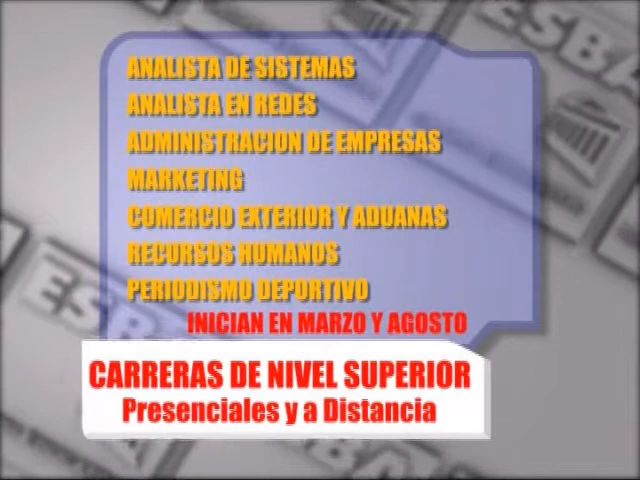 ANALISTA DE SISTEMAS
ANALISTA EN REDES
ADMINISTRACION DE EMPRESAS
MARKETING
COMERCIO EXTERIOR Y ADUANAS
RECURSOS HUMANOS
PERIODISMO DEPORTIVO
INICIAN EN MARZO Y AGOSTO
CARRERAS DE NIVEL SUPERIOR
Presenciales y a Distancia